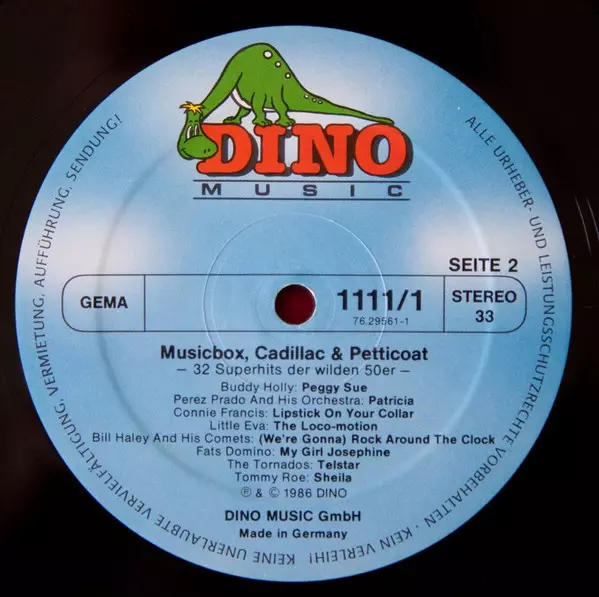 DINO
MUSIC
SEITE 2
GEMA
1111/1
76.29561-1
STEREO
33
Musicbox, Cadillac & Petticoat
– 32 Superhits der wilden 50er –
Buddy Holly: Peggy Sue
Perez Prado And His Orchestra: Patricia
Connie Francis: Lipstick On Your Collar
Little Eva: The Loco-motion
Bill Haley And His Comets: (We're Gonna) Rock Around The Clock
Fats Domino: My Girl Josephine
The Tornados: Telstar
Tommy Roe: Sheila
℗ & © 1986 DINO
DINO MUSIC GmbH
Made in Germany
ALLE URHEBER- UND LEISTUNGSSCHUTZRECHTE VORBEHALTEN · KEIN VERLEIH! KEINE UNERLAUBTE VERVIELFÄLTIGUNG, VERMIETUNG, AUFFÜHRUNG, SENDUNG!